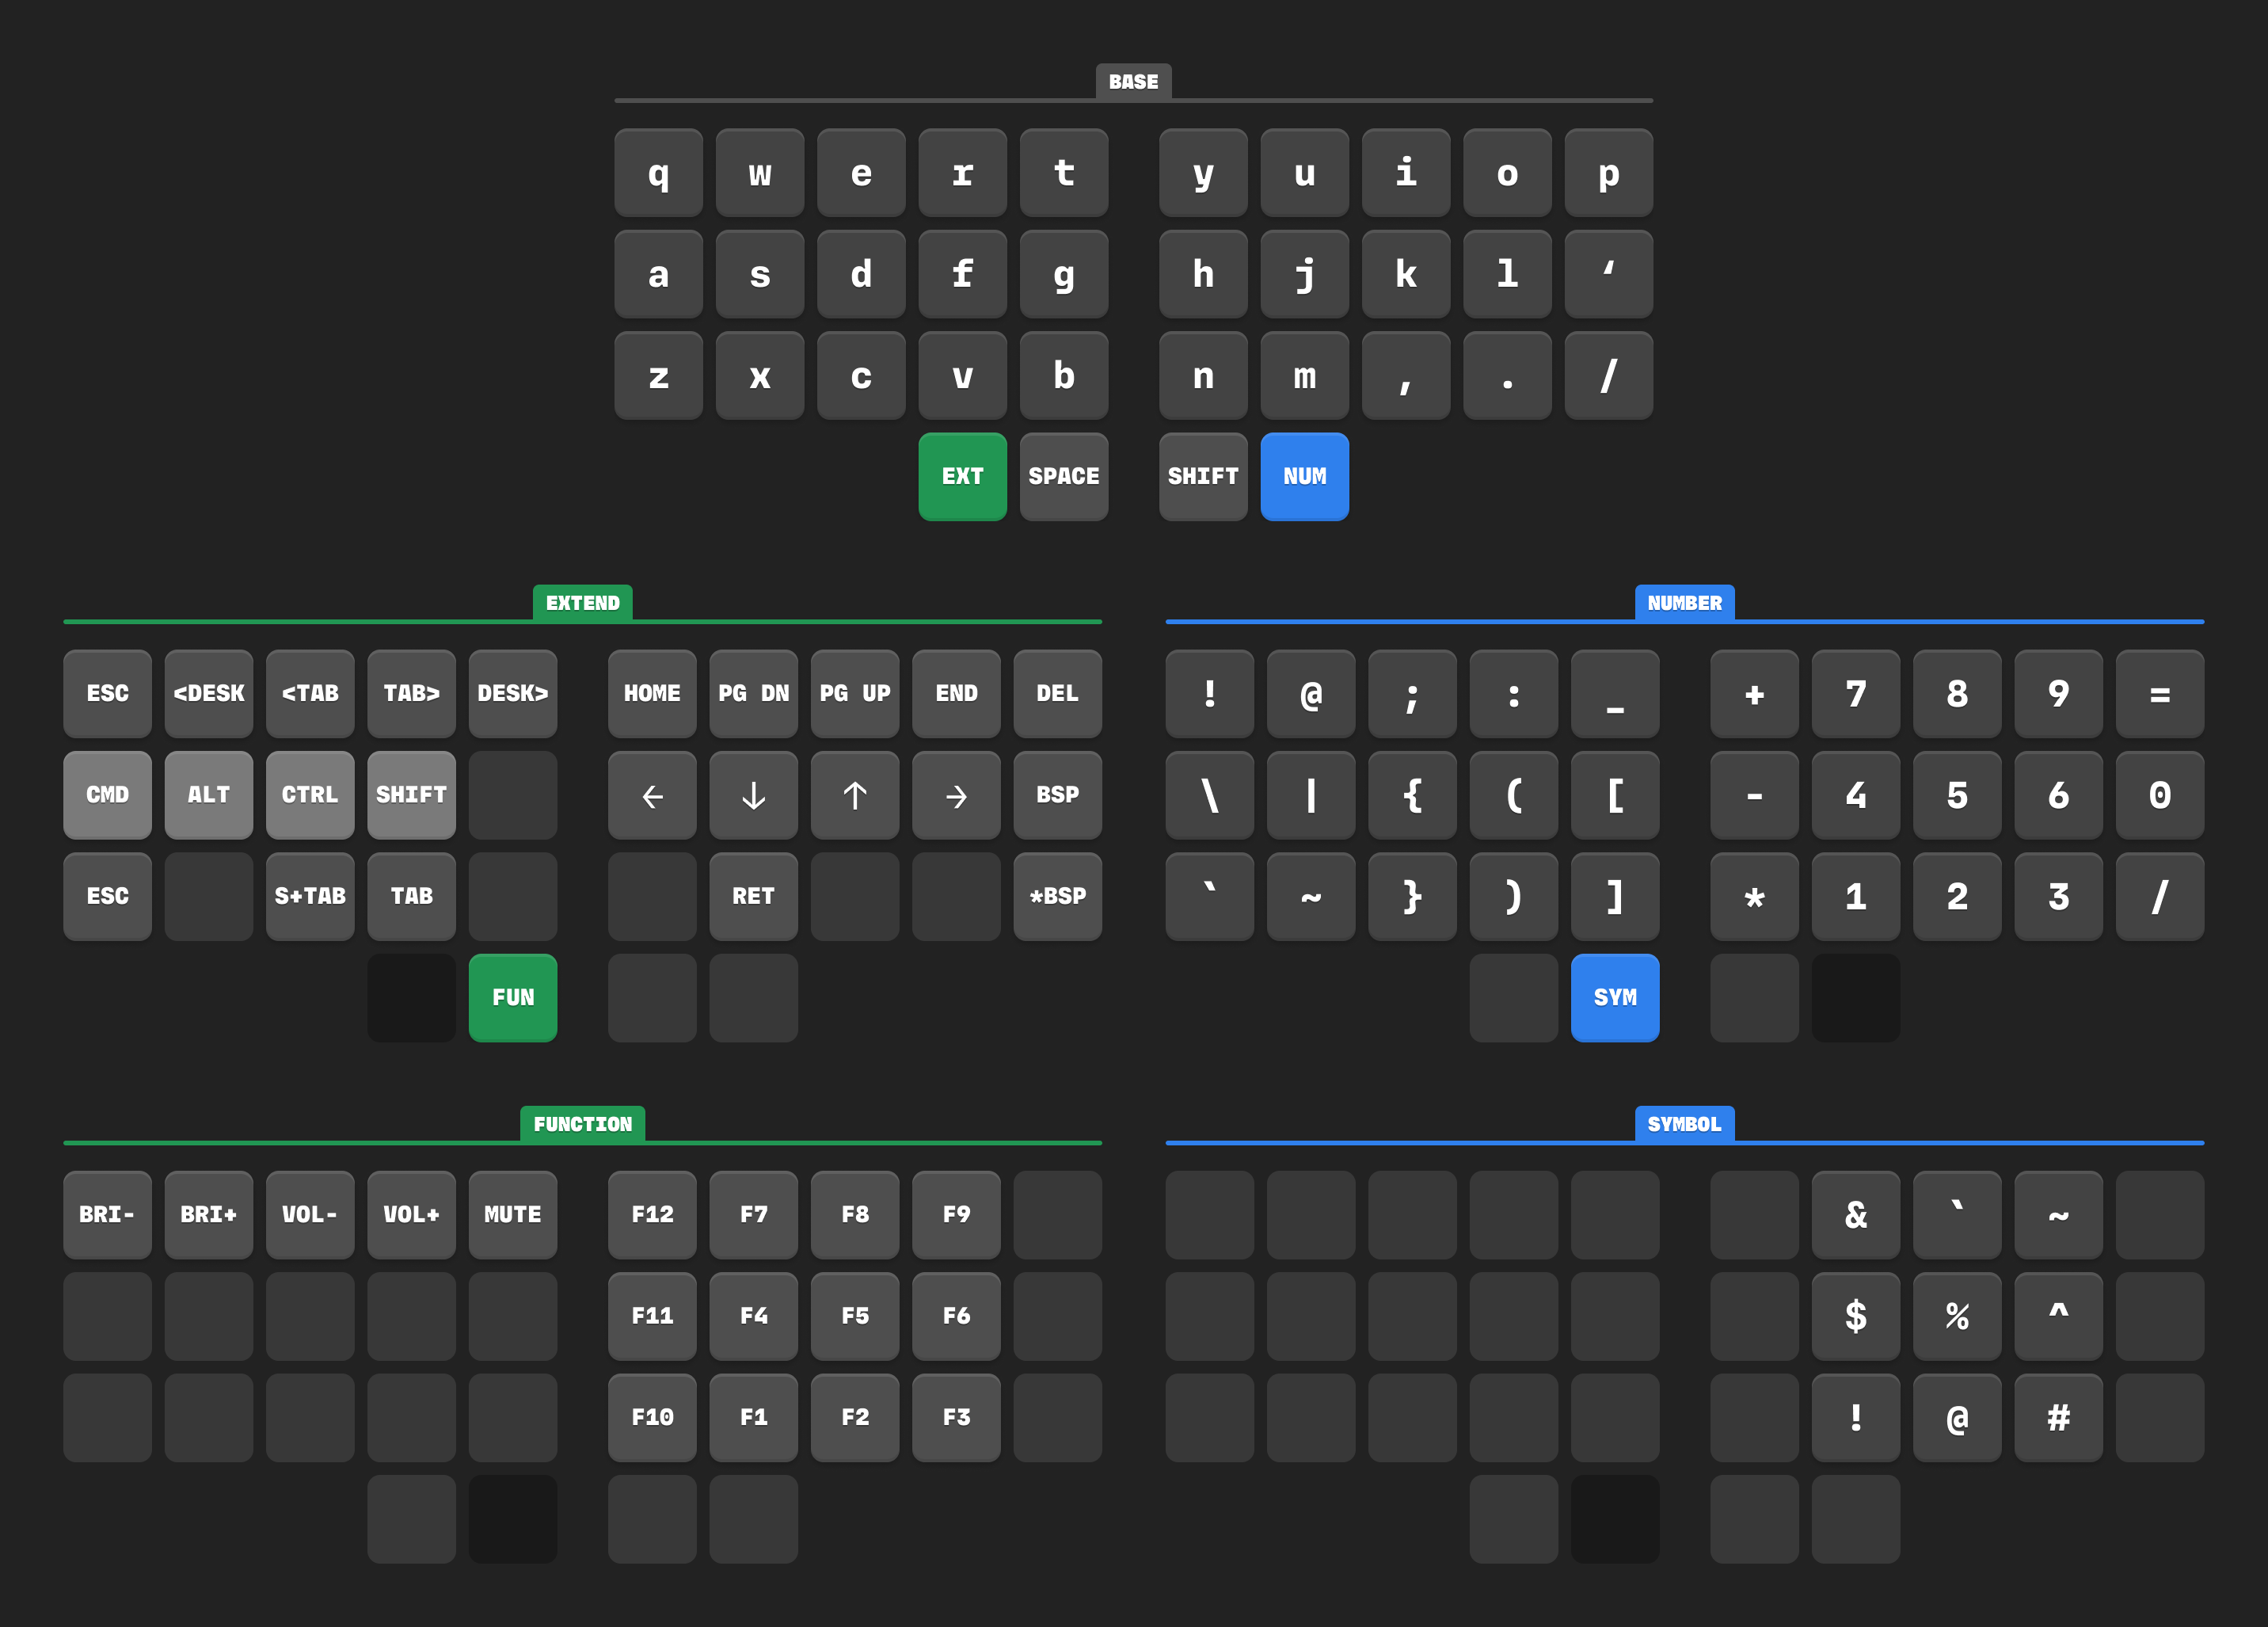 BASE
q w e r t y u i o p
a s d f g h j k l ‘
z x c v b n m , . /
EXT SPACE SHIFT NUM
EXTEND
ESC <DESK <TAB TAB> DESK> HOME PG DN PG UP END DEL
CMD ALT CTRL SHIFT ← ↓ ↑ → BSP
ESC S+TAB TAB RET *BSP
FUN
NUMBER
! @ ; : _ + 7 8 9 =
\ | { ( [ - 4 5 6 0
` ~ } ) ] * 1 2 3 /
SYM
FUNCTION
BRI- BRI+ VOL- VOL+ MUTE F12 F7 F8 F9
F11 F4 F5 F6
F10 F1 F2 F3
SYMBOL
& ` ~
$ % ^
! @ #